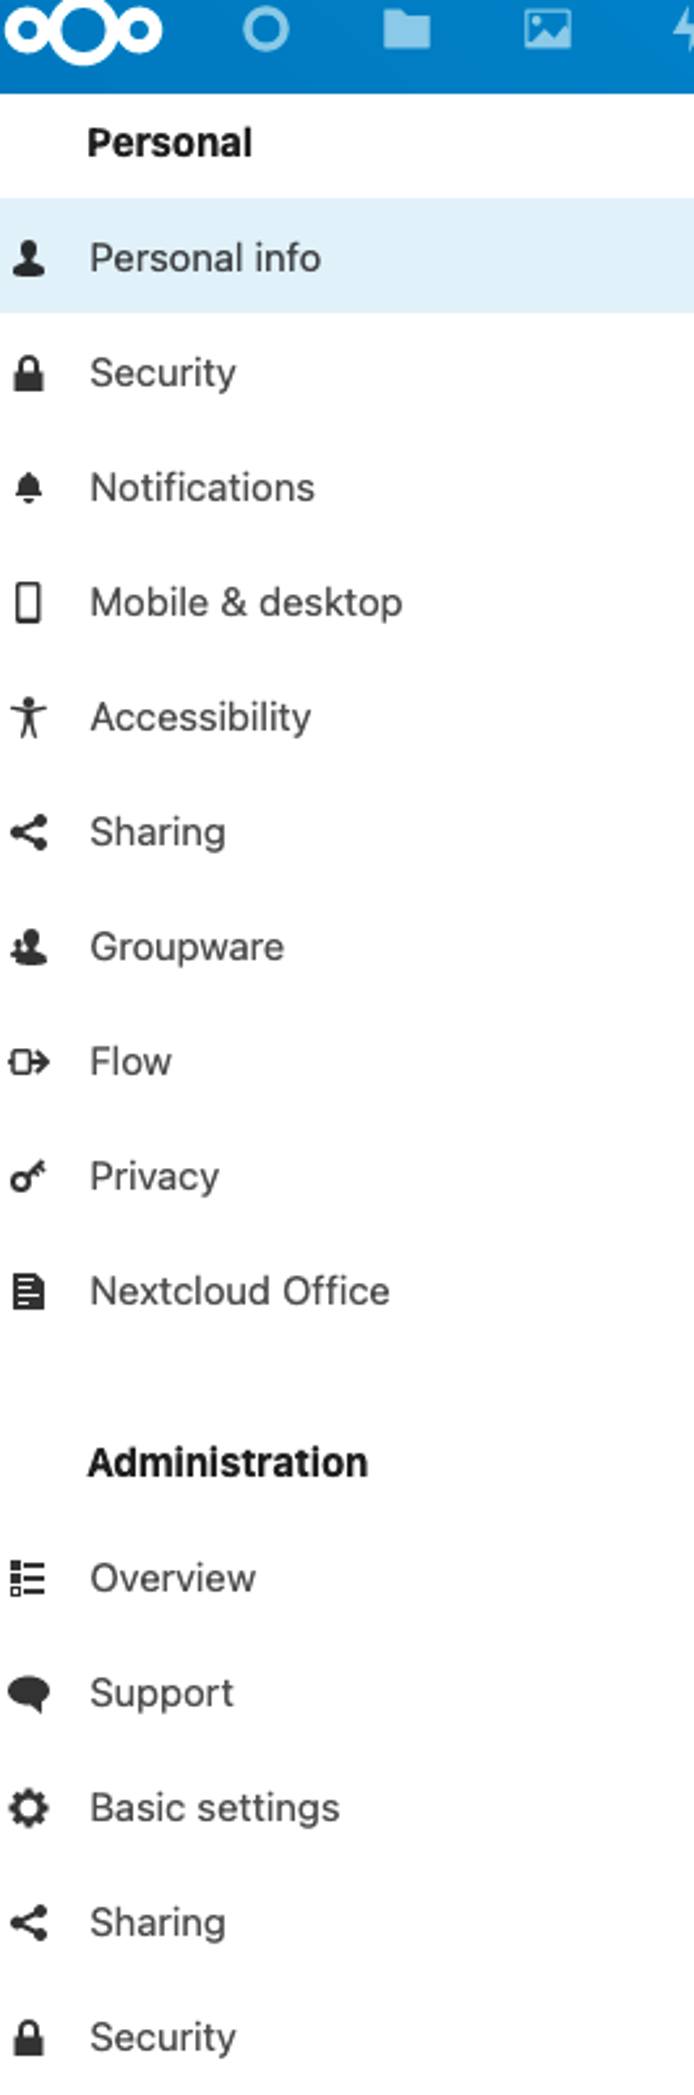 Personal
Personal info
Security
Notifications
Mobile & desktop
Accessibility
Sharing
Groupware
Flow
Privacy
Nextcloud Office
Administration
Overview
Support
Basic settings
Sharing
Security